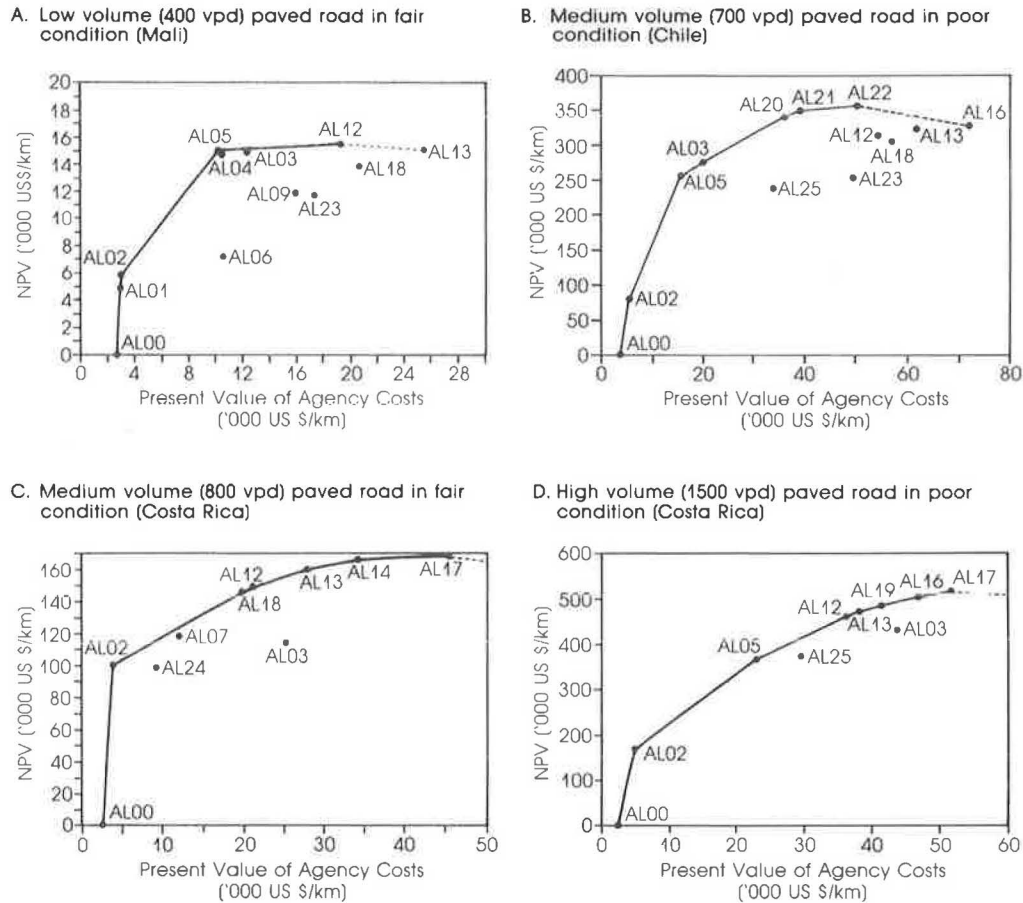 A. Low volume (400 vpd) paved road in fair
condition (Mali)
NPV ('000 US$/km)
20
18
16
14
12
10
8
6
4
2
0
AL05
AL12
AL04
AL03
AL13
AL18
AL09
AL23
AL06
AL02
AL01
AL00
0 4 8 12 16 20 24 28
Present Value of Agency Costs
('000 US $/km)
B. Medium volume (700 vpd) paved road in poor
condition (Chile)
NPV ('000 US $/km)
400
350
300
250
200
150
100
50
0
AL20
AL21
AL22
AL16
AL12
AL13
AL18
AL03
AL05
AL25
AL23
AL02
AL00
0 20 40 60 80
Present Value of Agency Costs
('000 US $/km)
C. Medium volume (800 vpd) paved road in fair
condition (Costa Rica)
NPV ('000 US $/km)
160
140
120
100
80
60
40
20
0
AL12
AL18
AL13
AL14
AL17
AL02
AL07
AL24
AL03
AL00
0 10 20 30 40 50
Present Value of Agency Costs
('000 US $/km)
D. High volume (1500 vpd) paved road in poor
condition (Costa Rica)
NPV ('000 US $/km)
600
500
400
300
200
100
0
AL12
AL19
AL16
AL17
AL13
AL03
AL05
AL25
AL02
AL00
0 10 20 30 40 50 60
Present Value of Agency Costs
('000 US $/km)